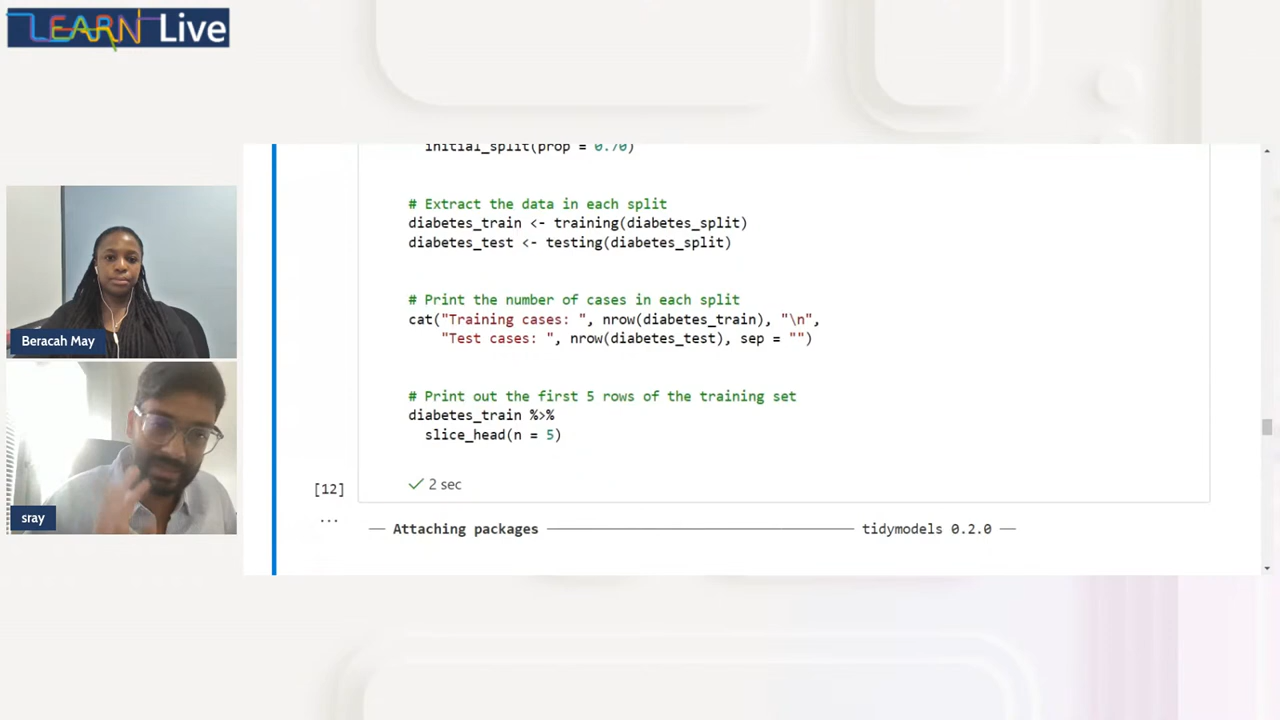 LEARN Live
initial_split(prop = 0.70)
# Extract the data in each split
diabetes_train <- training(diabetes_split)
diabetes_test <- testing(diabetes_split)
# Print the number of cases in each split
cat("Training cases: ", nrow(diabetes_train), "\n",
"Test cases: ", nrow(diabetes_test), sep = "")
# Print out the first 5 rows of the training set
diabetes_train %>%
slice_head(n = 5)
[12]
✓ 2 sec
...
── Attaching packages ──────── tidymodels 0.2.0 ──
Beracah May
sray